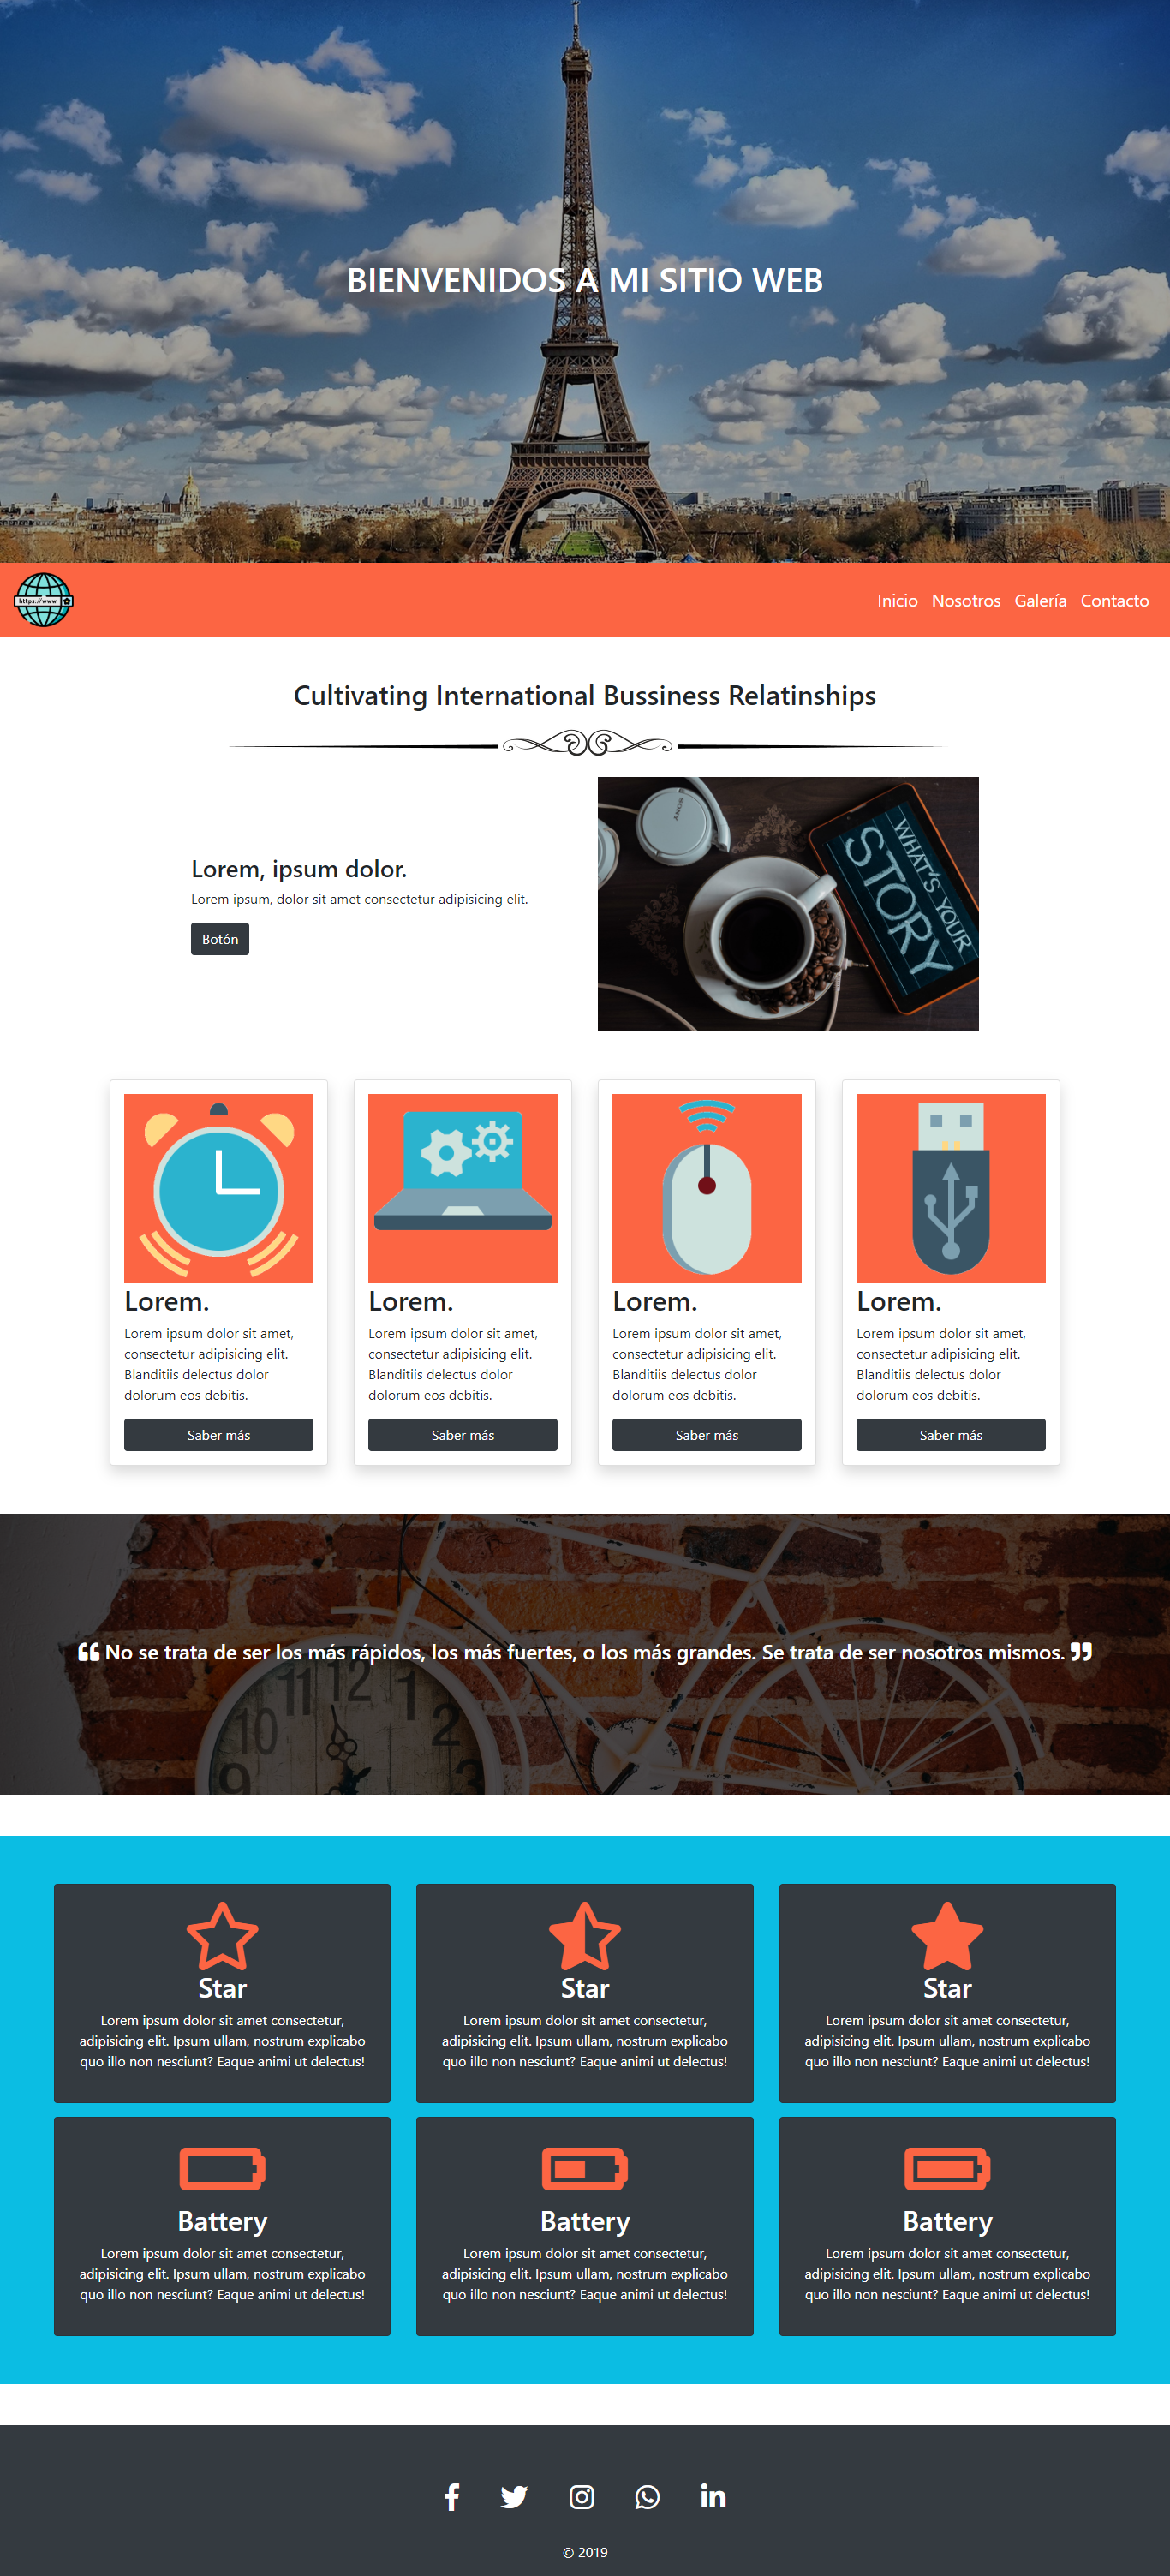 BIENVENIDOS A MI SITIO WEB
https://www
Inicio Nosotros Galería Contacto
Cultivating International Bussiness Relatinships
Lorem, ipsum dolor.
Lorem ipsum, dolor sit amet consectetur adipisicing elit.
Botón
SONY
WHAT'S YOUR
STORY
Lorem.
Lorem ipsum dolor sit amet,
consectetur adipisicing elit.
Blanditiis delectus dolor
dolorum eos debitis.
Saber más
Lorem.
Lorem ipsum dolor sit amet,
consectetur adipisicing elit.
Blanditiis delectus dolor
dolorum eos debitis.
Saber más
Lorem.
Lorem ipsum dolor sit amet,
consectetur adipisicing elit.
Blanditiis delectus dolor
dolorum eos debitis.
Saber más
Lorem.
Lorem ipsum dolor sit amet,
consectetur adipisicing elit.
Blanditiis delectus dolor
dolorum eos debitis.
Saber más
❝ No se trata de ser los más rápidos, los más fuertes, o los más grandes. Se trata de ser nosotros mismos. ❞
11 12 1
10 2
9 3
Star
Lorem ipsum dolor sit amet consectetur,
adipisicing elit. Ipsum ullam, nostrum explicabo
quo illo non nesciunt? Eaque animi ut delectus!
Star
Lorem ipsum dolor sit amet consectetur,
adipisicing elit. Ipsum ullam, nostrum explicabo
quo illo non nesciunt? Eaque animi ut delectus!
Star
Lorem ipsum dolor sit amet consectetur,
adipisicing elit. Ipsum ullam, nostrum explicabo
quo illo non nesciunt? Eaque animi ut delectus!
Battery
Lorem ipsum dolor sit amet consectetur,
adipisicing elit. Ipsum ullam, nostrum explicabo
quo illo non nesciunt? Eaque animi ut delectus!
Battery
Lorem ipsum dolor sit amet consectetur,
adipisicing elit. Ipsum ullam, nostrum explicabo
quo illo non nesciunt? Eaque animi ut delectus!
Battery
Lorem ipsum dolor sit amet consectetur,
adipisicing elit. Ipsum ullam, nostrum explicabo
quo illo non nesciunt? Eaque animi ut delectus!
© 2019